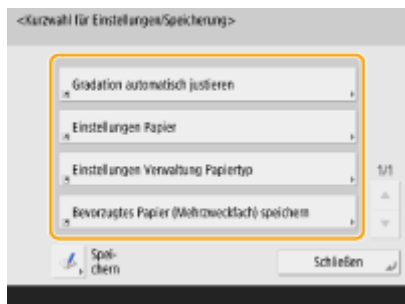 <Kurzwahl für Einstellungen/Speicherung>
Gradation automatisch justieren
Einstellungen Papier
Einstellungen Verwaltung Papiertyp
1/1
Bevorzugtes Papier (Mehrzweckfach) speichern
Spei-
chern
Schließen